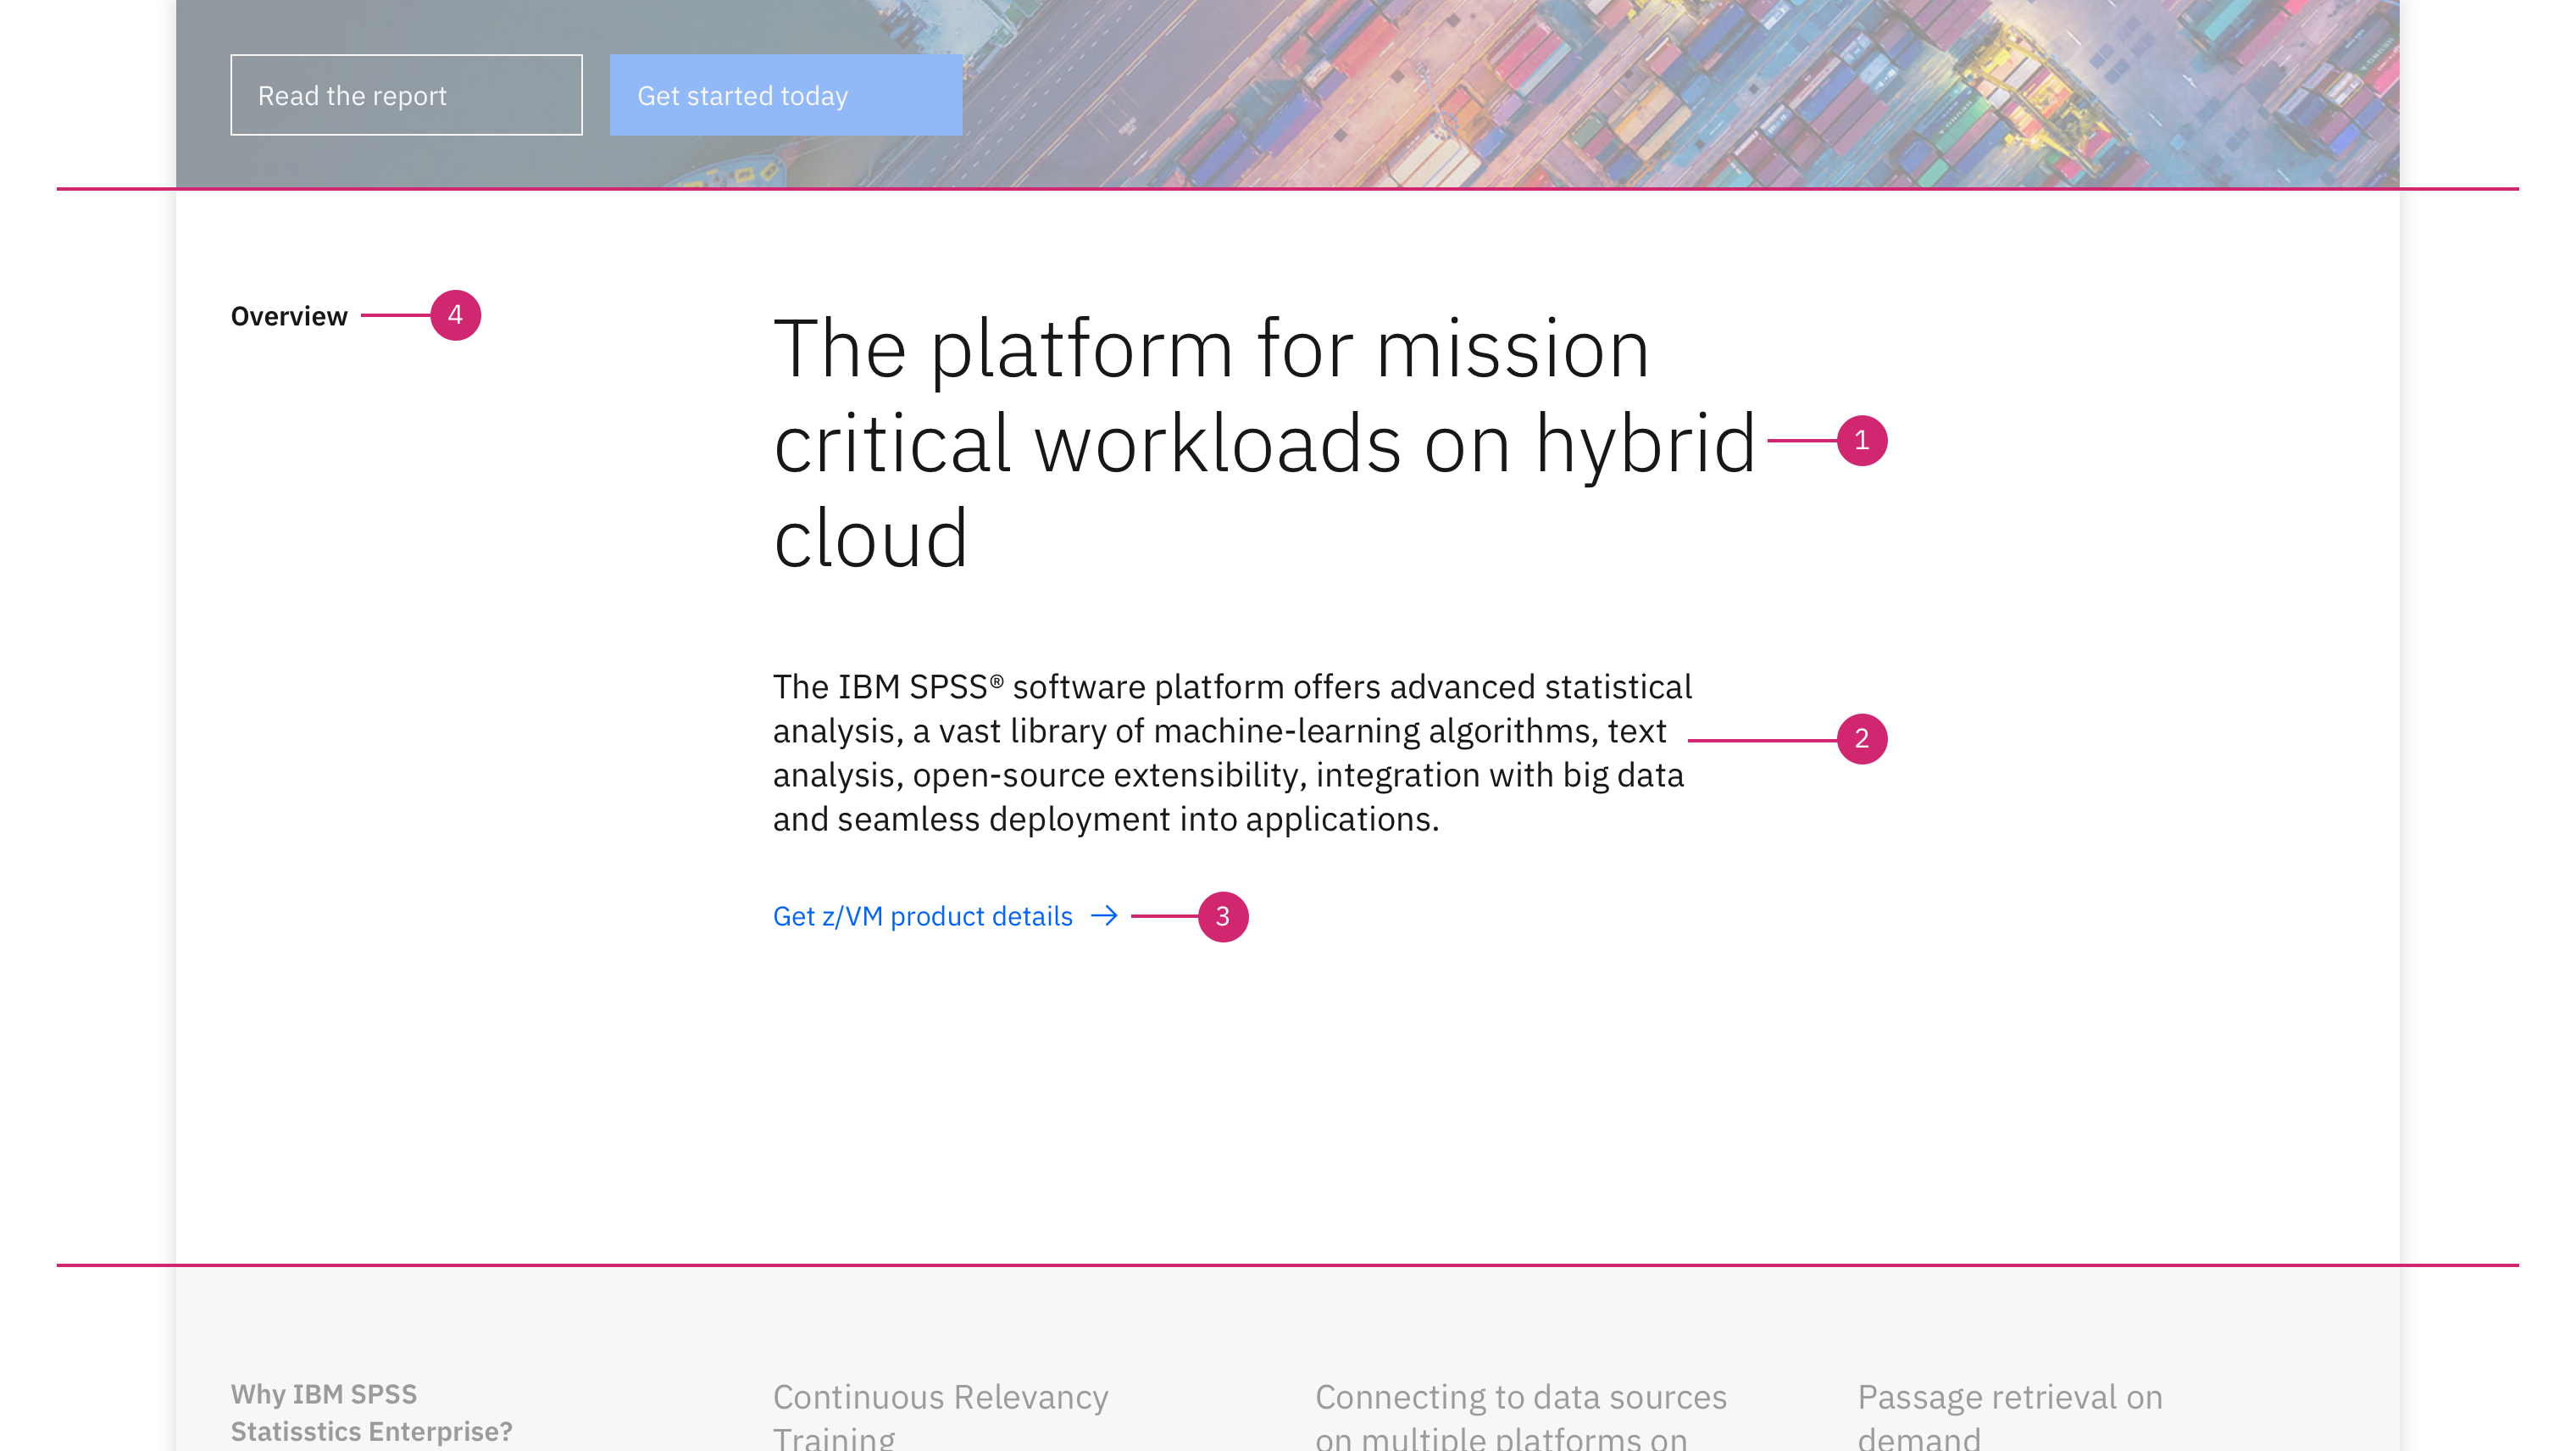 Read the report
Get started today
Overview
4
The platform for mission
critical workloads on hybrid
cloud
1
The IBM SPSS® software platform offers advanced statistical
analysis, a vast library of machine-learning algorithms, text
analysis, open-source extensibility, integration with big data
and seamless deployment into applications.
2
Get z/VM product details →
3
Why IBM SPSS
Statisstics Enterprise?
Continuous Relevancy
Training
Connecting to data sources
on multiple platforms on
Passage retrieval on
demand